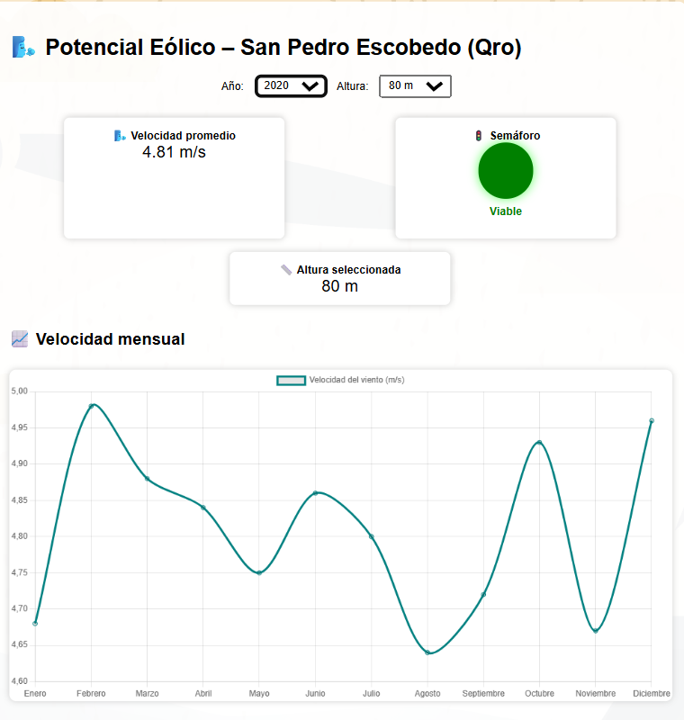 Potencial Eólico – San Pedro Escobedo (Qro)
Año: 2020 Altura: 80 m
Velocidad promedio
4.81 m/s
Semáforo
Viable
Altura seleccionada
80 m
Velocidad mensual
Velocidad del viento (m/s)
5,00
4,95
4,90
4,85
4,80
4,75
4,70
4,65
4,60
Enero Febrero Marzo Abril Mayo Junio Julio Agosto Septiembre Octubre Noviembre Diciembre